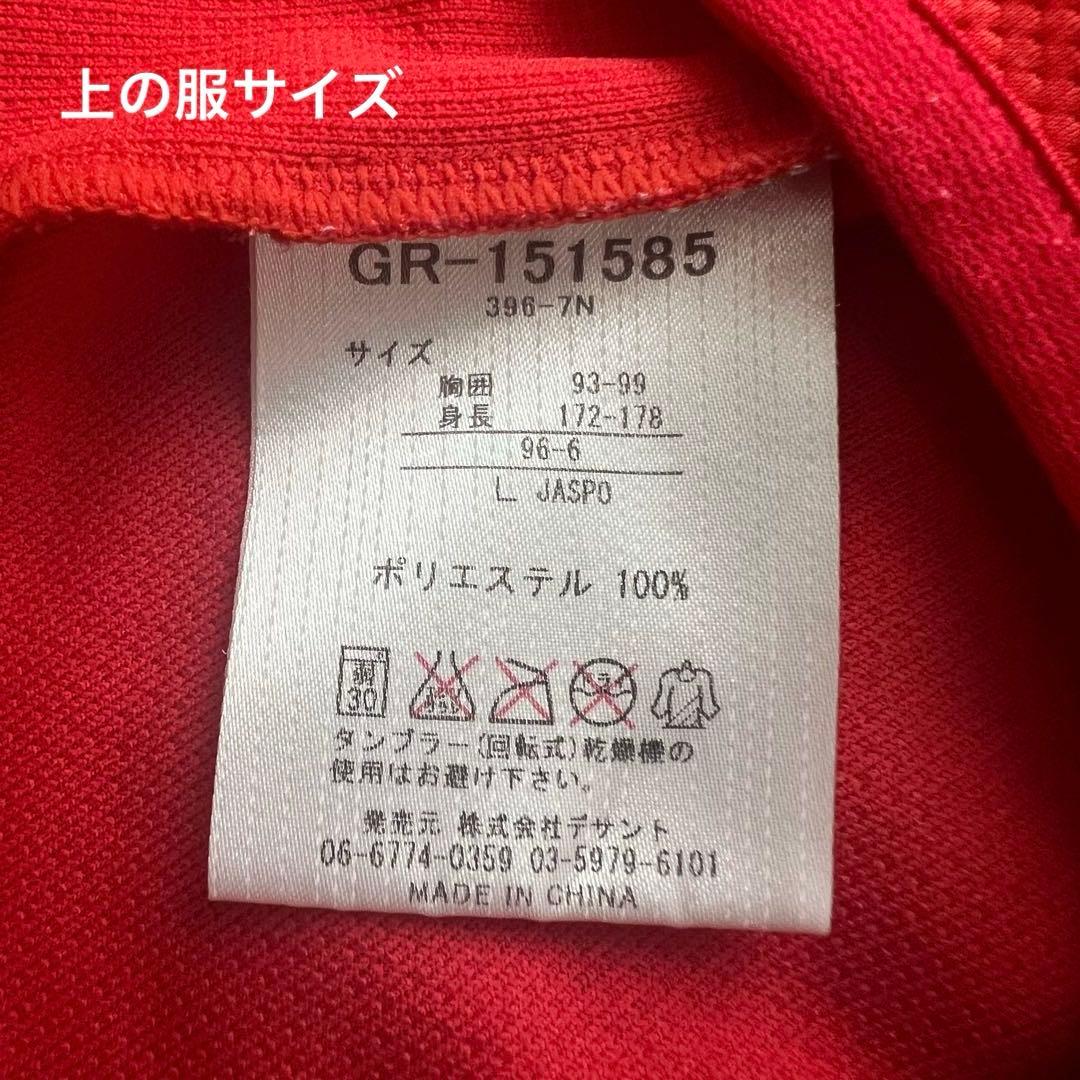 上の服サイズ
GR-151585
396-7N
サイズ
胸囲 93-99
身長 172-178
96-6
L JASPO
ポリエステル 100%
弱 30
タンブラー(回転式)乾燥機の
使用はお避け下さい。
発売元 株式会社デサント
06-6774-0359 03-5979-6101
MADE IN CHINA